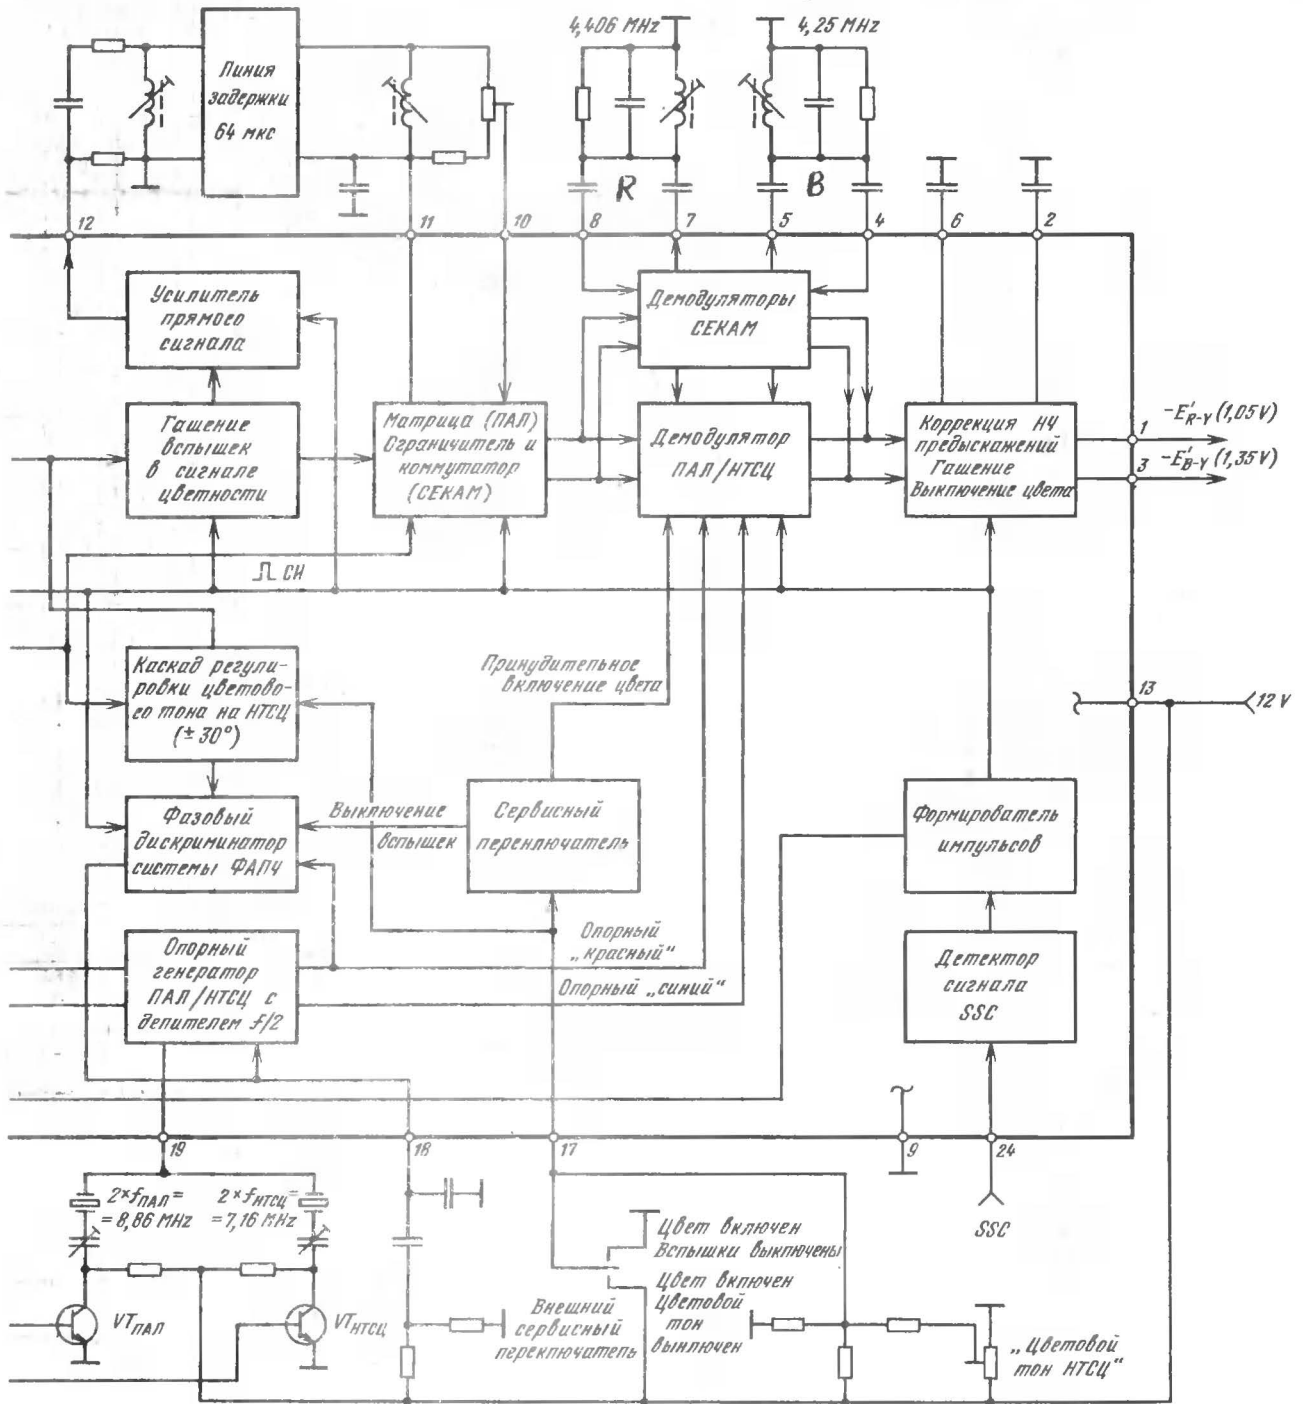 4,406 MHz
4,25 MHz
Линия
задержки
64 мкс
R
B
12
11
10
8
7
5
4
6
2
Усилитель
прямого
сигнала
Демодуляторы
СЕКАМ
Гашение
вспышек
в сигнале
цветности
Матрица (ПАЛ)
Ограничитель и
коммутатор
(СЕКАМ)
Демодулятор
ПАЛ/НТСЦ
Коррекция НЧ
предыскажений
Гашение
Выключение цвета
1
-E'R-Y (1,05 V)
3
-E'B-Y (1,35 V)
СИ
Каскад регули-
ровки цветово-
го тона на НТСЦ
(± 30°)
Принудительное
включение цвета
13
12 V
Фазовый
дискриминатор
системы ФАПЧ
Выключение
вспышек
Сервисный
переключатель
Формирователь
импульсов
Опорный
генератор
ПАЛ/НТСЦ с
делителем f/2
Опорный
„красный“
Опорный „синий“
Детектор
сигнала
SSC
19
18
17
9
24
2×fПАЛ=
=8,86 MHz
2×fНТСЦ=
=7,16 MHz
SSC
Цвет включен
Вспышки выключены
Цвет включен
Цветовой
тон
выключен
VTПАЛ
VTНТСЦ
Внешний
сервисный
переключатель
„Цветовой
тон НТСЦ“